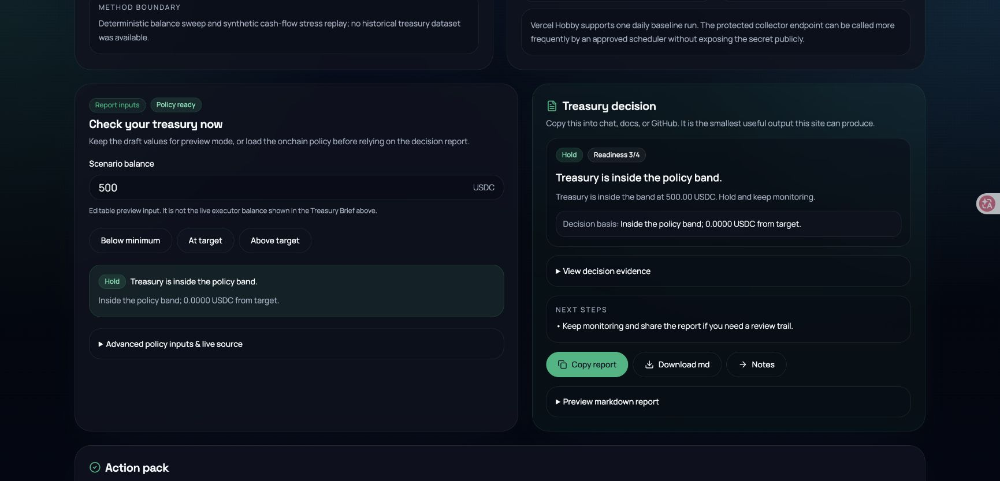 METHOD BOUNDARY
Deterministic balance sweep and synthetic cash-flow stress replay; no historical treasury dataset
was available.
Vercel Hobby supports one daily baseline run. The protected collector endpoint can be called more
frequently by an approved scheduler without exposing the secret publicly.
Report inputs
Policy ready
Check your treasury now
Keep the draft values for preview mode, or load the onchain policy before relying on the decision report.
Scenario balance
500
USDC
Editable preview input. It is not the live executor balance shown in the Treasury Brief above.
Below minimum
At target
Above target
Hold
Treasury is inside the policy band.
Inside the policy band; 0.0000 USDC from target.
Advanced policy inputs & live source
Treasury decision
Copy this into chat, docs, or GitHub. It is the smallest useful output this site can produce.
Hold
Readiness 3/4
Treasury is inside the policy band.
Treasury is inside the band at 500.00 USDC. Hold and keep monitoring.
Decision basis: Inside the policy band; 0.0000 USDC from target.
View decision evidence
NEXT STEPS
• Keep monitoring and share the report if you need a review trail.
Copy report
Download md
Notes
Preview markdown report
Action pack